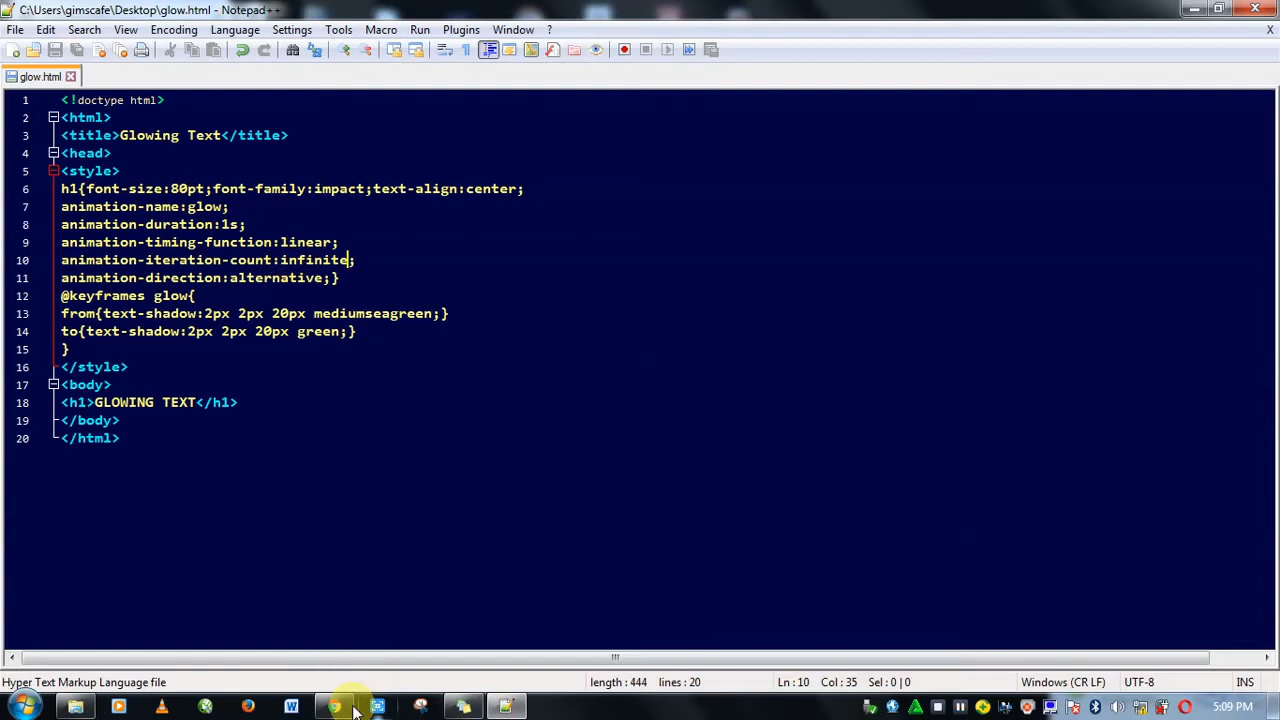 C:\Users\gimscafe\Desktop\glow.html - Notepad++
File Edit Search View Encoding Language Settings Tools Macro Run Plugins Window ? X
glow.html
1 <!doctype html>
2 <html>
3 <title>Glowing Text</title>
4 <head>
5 <style>
6 h1{font-size:80pt;font-family:impact;text-align:center;
7 animation-name:glow;
8 animation-duration:1s;
9 animation-timing-function:linear;
10 animation-iteration-count:infinite;
11 animation-direction:alternative;}
12 @keyframes glow{
13 from{text-shadow:2px 2px 20px mediumseagreen;}
14 to{text-shadow:2px 2px 20px green;}
15 }
16 </style>
17 <body>
18 <h1>GLOWING TEXT</h1>
19 </body>
20 </html>
Hyper Text Markup Language file length : 444 lines : 20 Ln : 10 Col : 35 Sel : 0 | 0 Windows (CR LF) UTF-8 INS
5:09 PM